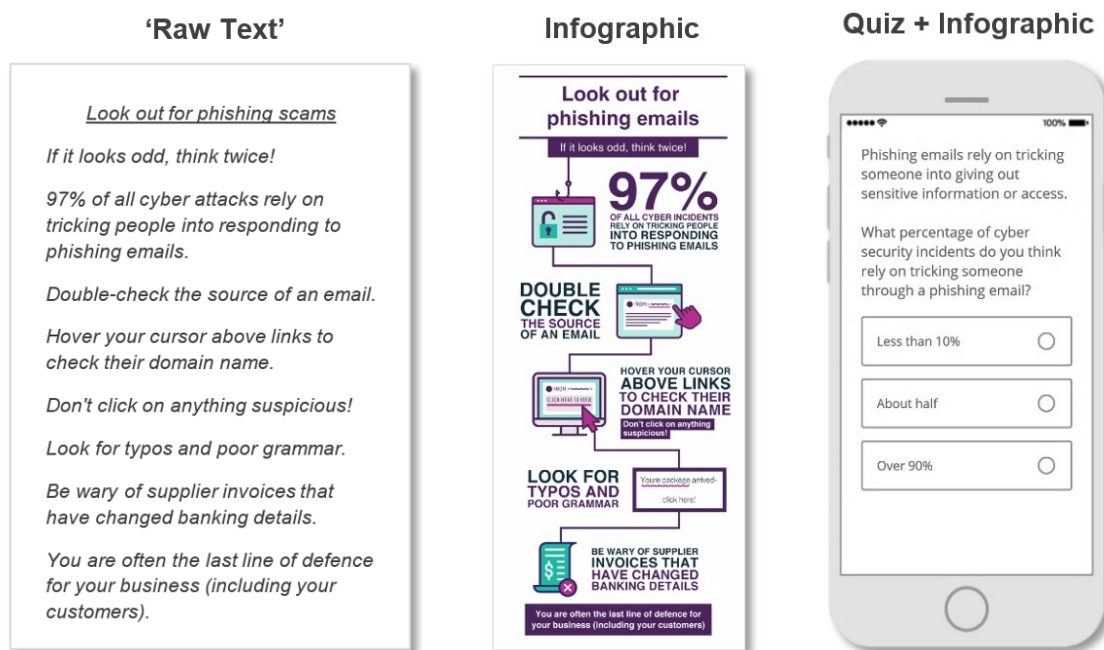 ‘Raw Text’
Look out for phishing scams
If it looks odd, think twice!
97% of all cyber attacks rely on
tricking people into responding to
phishing emails.
Double-check the source of an email.
Hover your cursor above links to
check their domain name.
Don't click on anything suspicious!
Look for typos and poor grammar.
Be wary of supplier invoices that
have changed banking details.
You are often the last line of defence
for your business (including your
customers).
Infographic
Look out for
phishing emails
If it looks odd, think twice!
97%
OF ALL CYBER INCIDENTS
RELY ON TRICKING PEOPLE
INTO RESPONDING
TO PHISHING EMAILS
DOUBLE
CHECK
THE SOURCE
OF AN EMAIL
FROM:
HOVER YOUR CURSOR
ABOVE LINKS
TO CHECK THEIR
DOMAIN NAME
Don't click on anything
suspicious!
FROM:
CLICK HERE TO VIEW
LOOK FOR
TYPOS AND
POOR GRAMMAR
Youre package arrived-
click here!
BE WARY OF SUPPLIER
INVOICES THAT
HAVE CHANGED
BANKING DETAILS
$
You are often the last line of defence for
your business (including your customers)
Quiz + Infographic
100%
Phishing emails rely on tricking
someone into giving out
sensitive information or access.
What percentage of cyber
security incidents do you think
rely on tricking someone
through a phishing email?
Less than 10%
About half
Over 90%